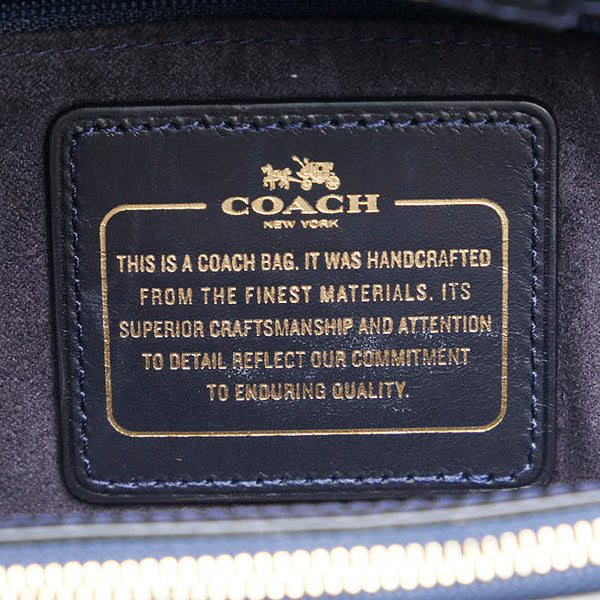 COACH
NEW YORK
THIS IS A COACH BAG. IT WAS HANDCRAFTED
FROM THE FINEST MATERIALS. ITS
SUPERIOR CRAFTSMANSHIP AND ATTENTION
TO DETAIL REFLECT OUR COMMITMENT
TO ENDURING QUALITY.